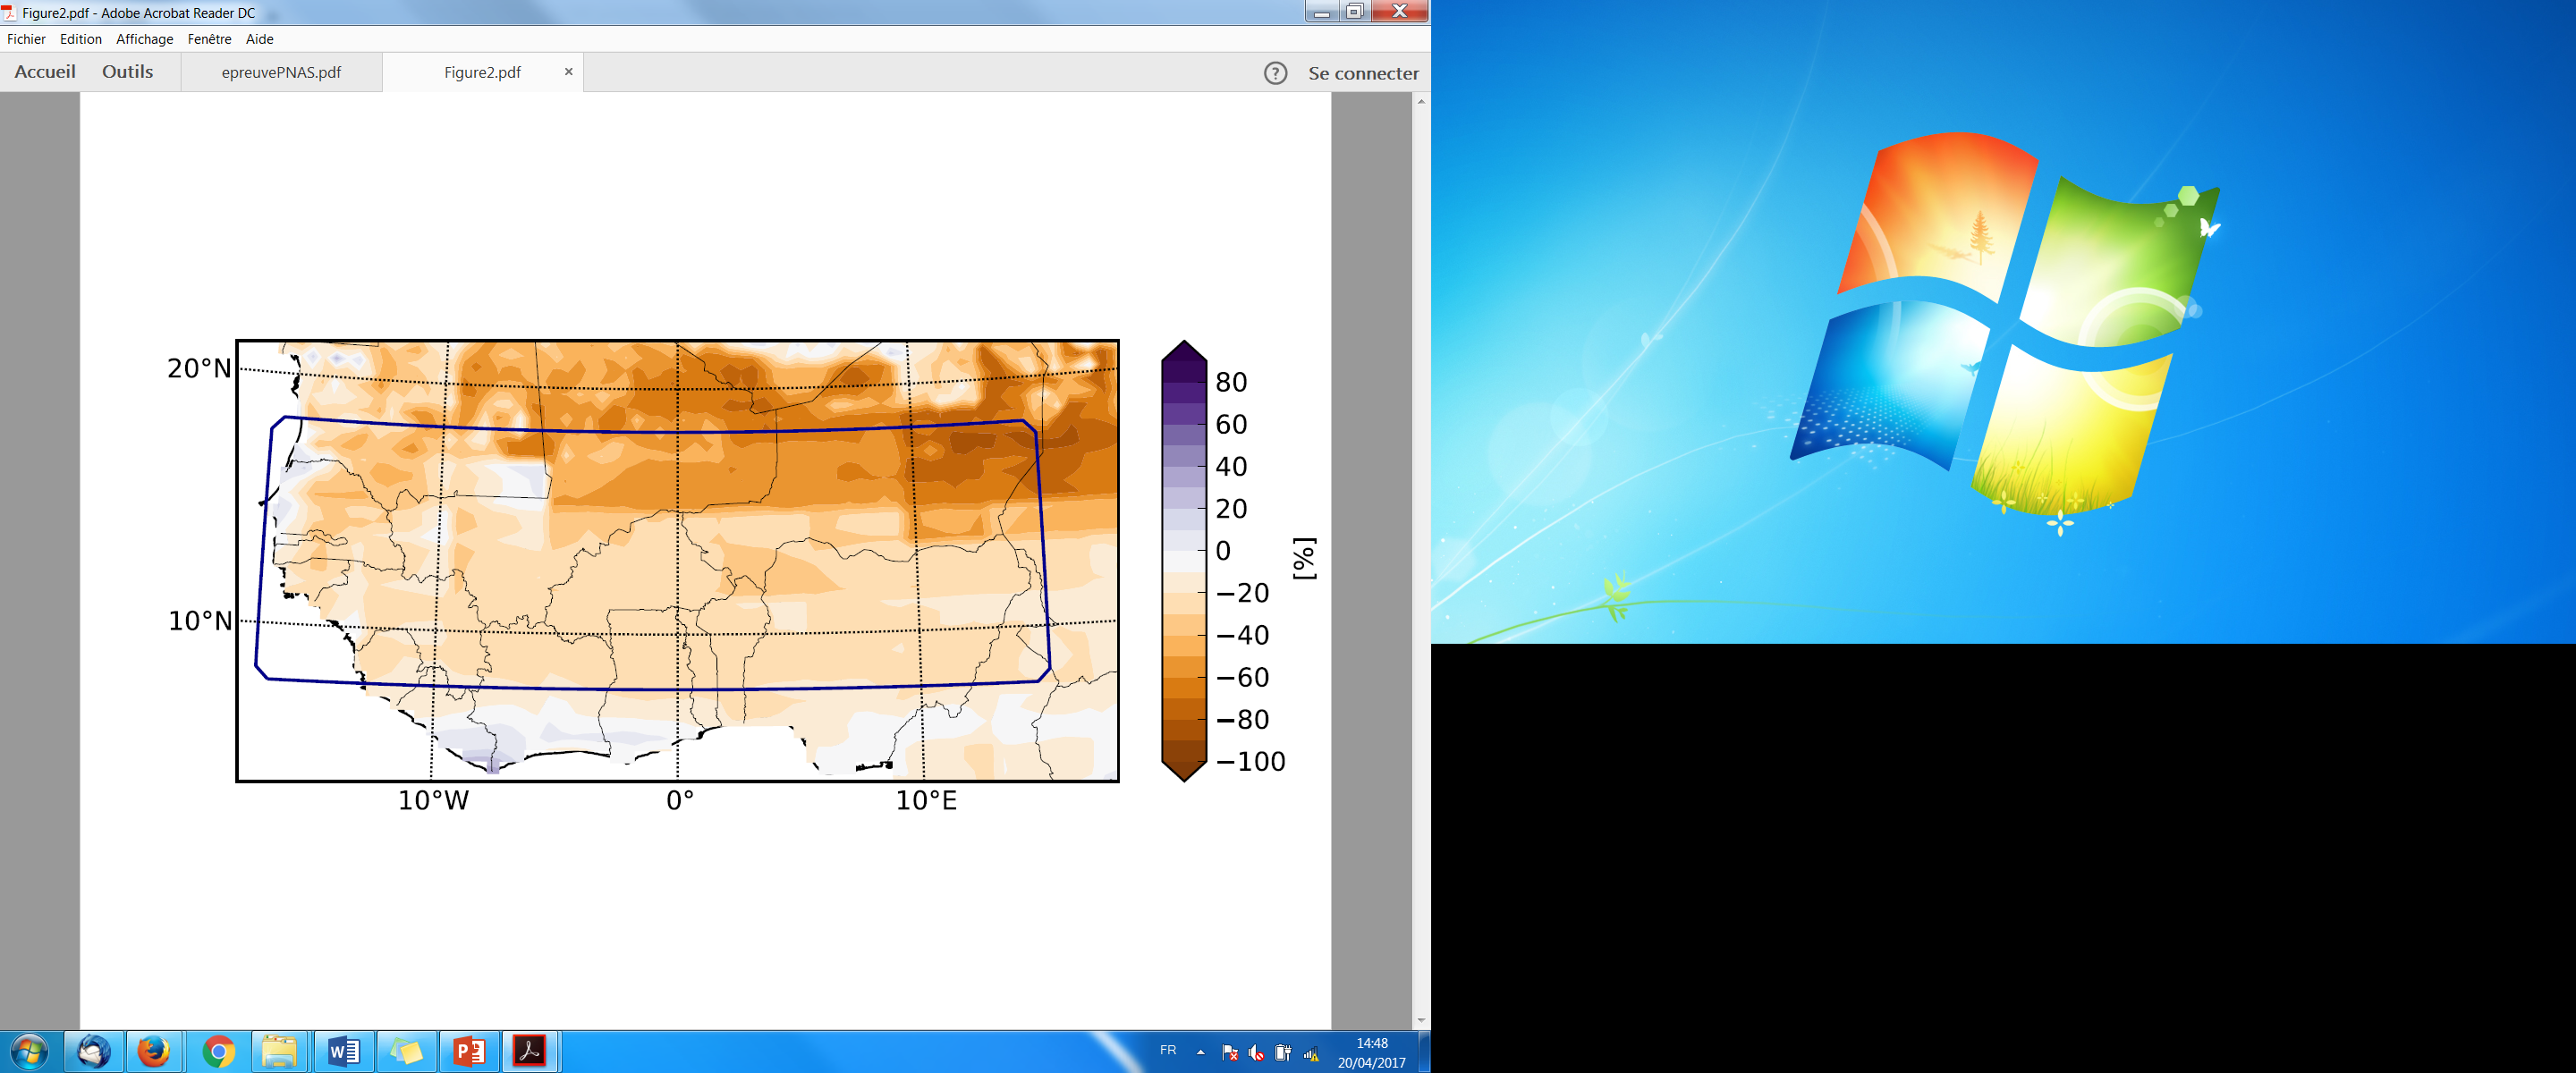 Figure2.pdf - Adobe Acrobat Reader DC
Fichier Edition Affichage Fenêtre Aide
Accueil Outils epreuvePNAS.pdf Figure2.pdf × ? Se connecter
20°N
10°N
10°W 0° 10°E
80
60
40
20
0
−20
−40
−60
−80
−100
[%]
FR
14:48
20/04/2017